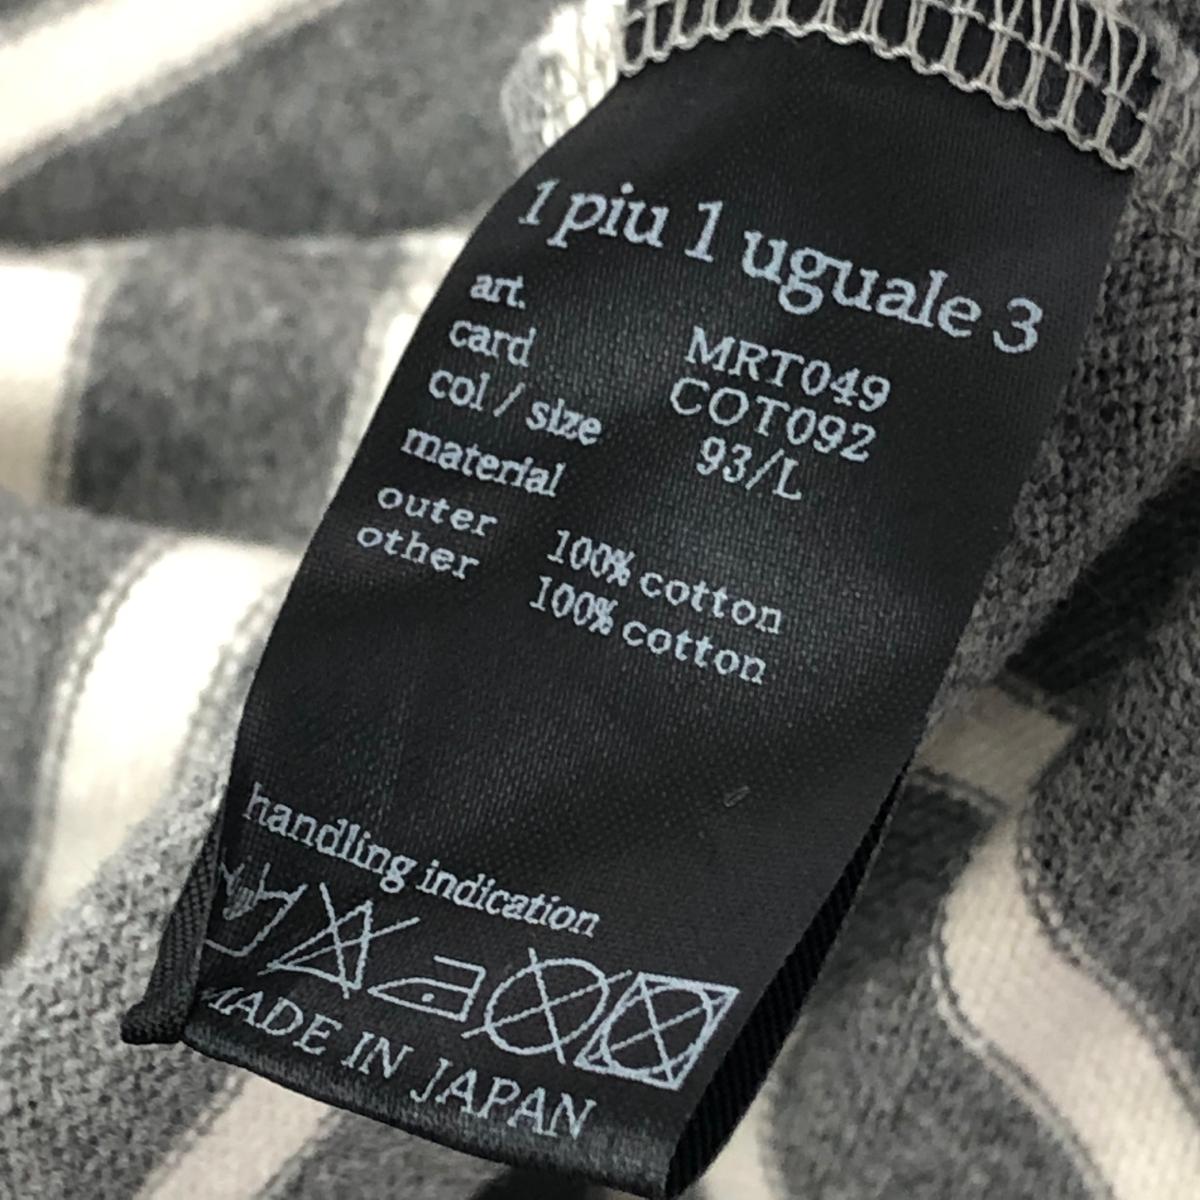 1 piu 1 uguale 3
art. MRT049
card COT092
col / size 93/L
material
outer 100% cotton
other 100% cotton
handling indication
MADE IN JAPAN